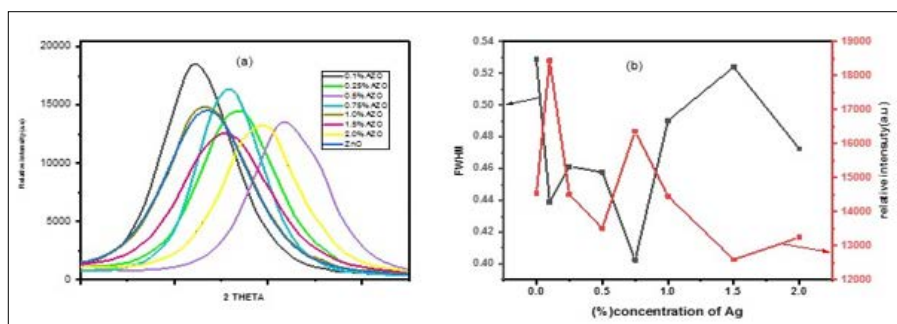 (a)
20000
15000
10000
5000
0
Relative intensity(a.u)
2 THETA
0.1% AZO
0.25% AZO
0.5% AZO
0.75% AZO
1.0% AZO
1.5% AZO
2.0% AZO
ZnO
(b)
0.54
0.52
0.50
0.48
0.46
0.44
0.42
0.40
FWHM
0.0 0.5 1.0 1.5 2.0
(%)concentration of Ag
19000
18000
17000
16000
15000
14000
13000
12000
relative intensuty(a.u)